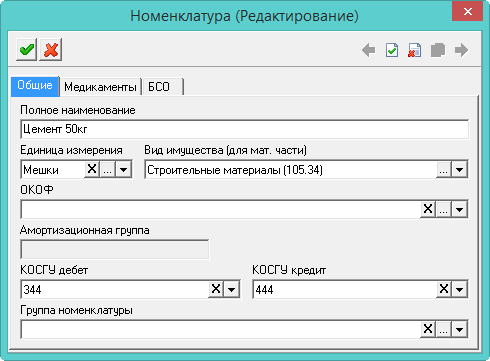 Номенклатура (Редактирование)
Общие Медикаменты БСО
Полное наименование
Цемент 50кг
Единица измерения Вид имущества (для мат. части)
Мешки X ... Строительные материалы (105.34) ...
ОКОФ
X ...
Амортизационная группа
КОСГУ дебет КОСГУ кредит
344 X 444 X
Группа номенклатуры
X ...